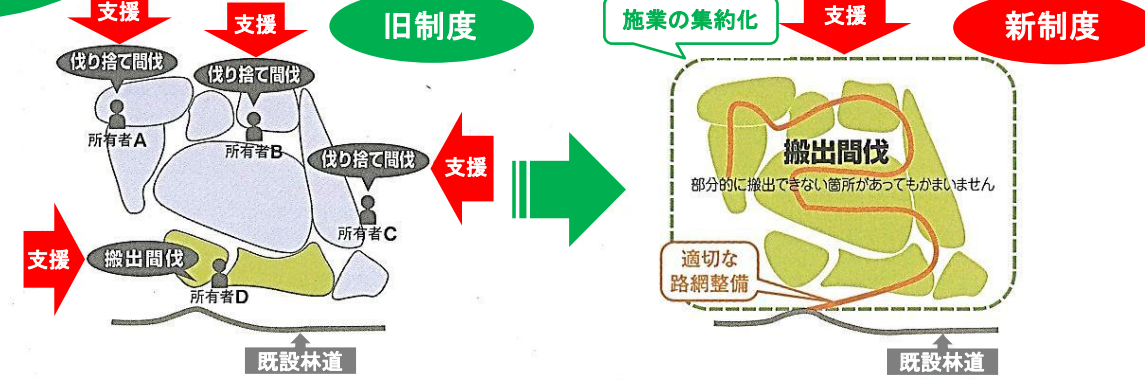 支援
支援
旧制度
伐り捨て間伐
伐り捨て間伐
所有者A
所有者B
伐り捨て間伐
支援
所有者C
支援
搬出間伐
所有者D
既設林道
施業の集約化
支援
新制度
搬出間伐
部分的に搬出できない箇所があってもかまいません
適切な
路網整備
既設林道